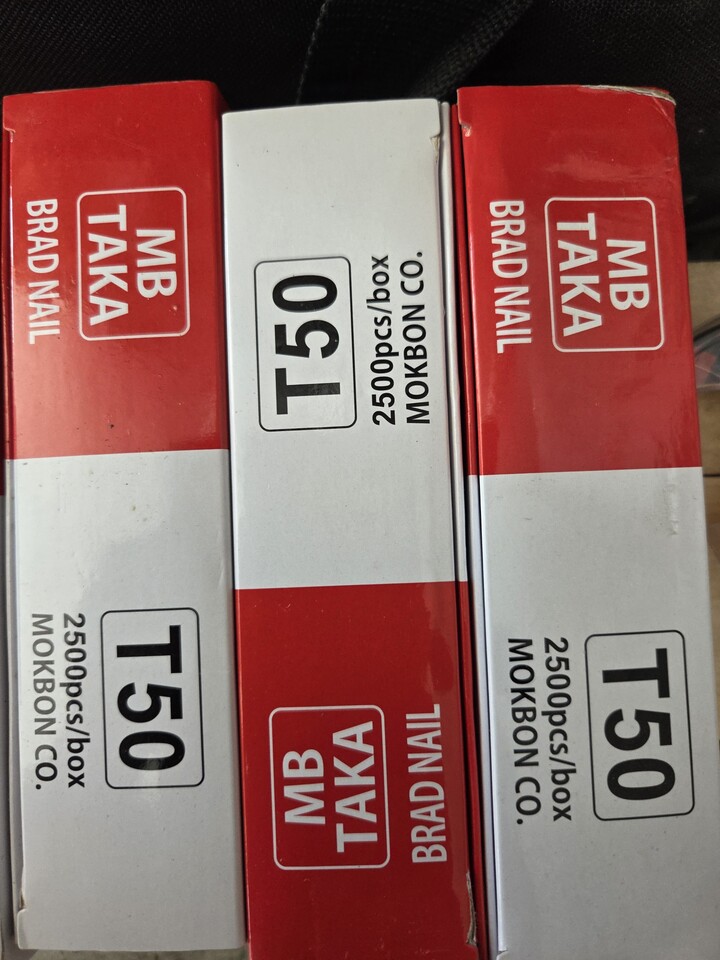 MB
TAKA
BRAD NAIL
T50
2500pcs/box
MOKBON CO.
T50
2500pcs/box
MOKBON CO.
MB
TAKA
BRAD NAIL
MB
TAKA
BRAD NAIL
T50
2500pcs/box
MOKBON CO.